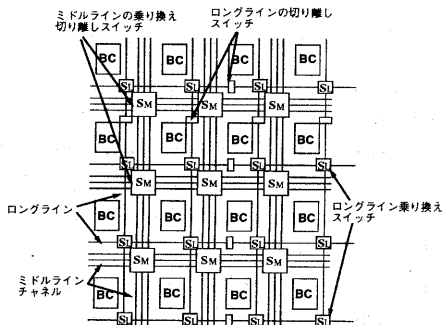 ミドルラインの乗り換え
切り離しスイッチ
ロングラインの切り離し
スイッチ
BC BC BC BC
SL SL SL SL
SM SM SM
BC BC BC BC
SL SL SL SL
SM SM SM
ロングライン
ロングライン乗り換え
スイッチ
BC BC BC BC
SL SL SL SL
SM SM SM
ミドルライン
チャネル
BC BC BC BC
SL SL SL SL